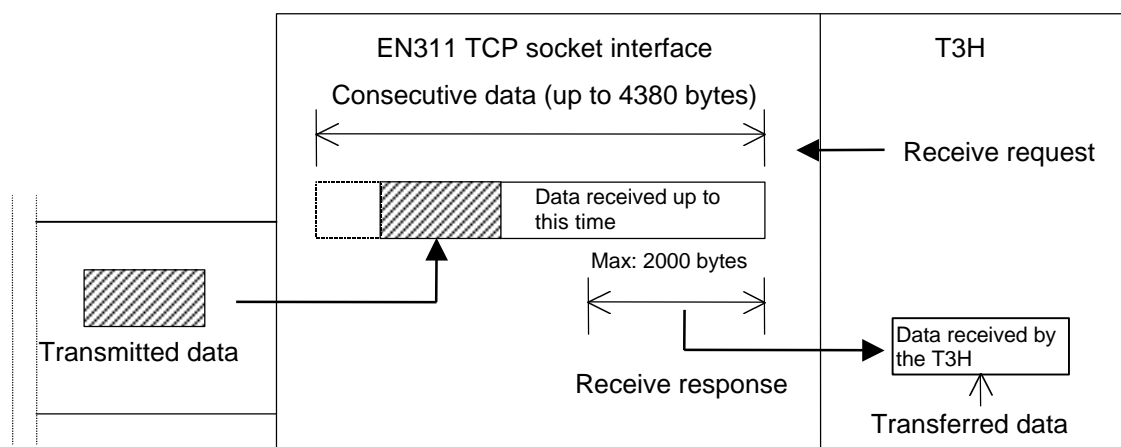 EN311 TCP socket interface
T3H
Consecutive data (up to 4380 bytes)
Receive request
Data received up to
this time
Max: 2000 bytes
Transmitted data
Data received by
the T3H
Receive response
Transferred data